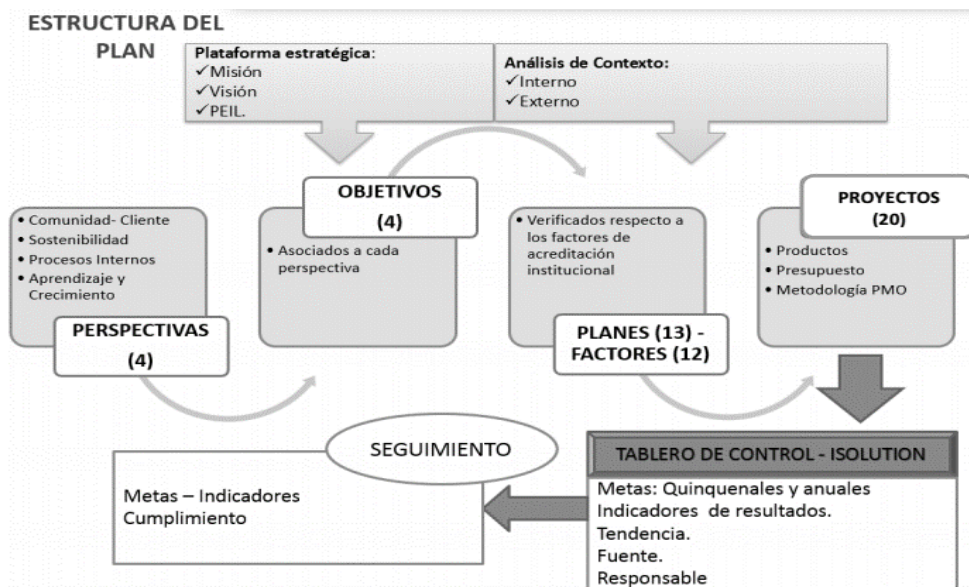 ESTRUCTURA DEL
PLAN
Plataforma estratégica:
✓Misión
✓Visión
✓PEIL.
Análisis de Contexto:
✓Interno
✓Externo
• Comunidad- Cliente
• Sostenibilidad
• Procesos Internos
• Aprendizaje y
Crecimiento
PERSPECTIVAS
(4)
OBJETIVOS
(4)
• Asociados a cada
perspectiva
• Verificados respecto a
los factores de
acreditación
institucional
PLANES (13) -
FACTORES (12)
PROYECTOS
(20)
• Productos
• Presupuesto
• Metodología PMO
TABLERO DE CONTROL - ISOLUTION
Metas: Quinquenales y anuales
Indicadores de resultados.
Tendencia.
Fuente.
Responsable
SEGUIMIENTO
Metas – Indicadores
Cumplimiento